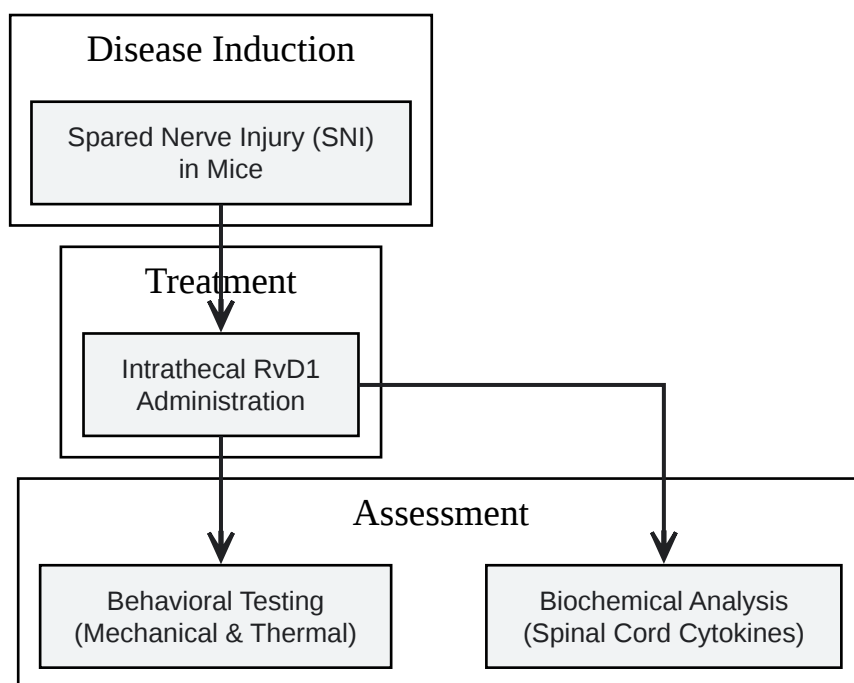 Disease Induction
Spared Nerve Injury (SNI)
in Mice
Treatment
Intrathecal RvD1
Administration
Assessment
Behavioral Testing
(Mechanical & Thermal)
Biochemical Analysis
(Spinal Cord Cytokines)